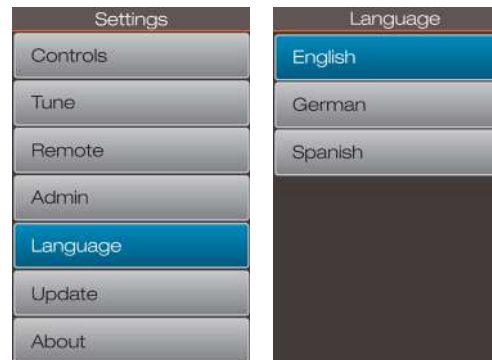 Settings
Controls
Tune
Remote
Admin
Language
Update
About
Language
English
German
Spanish